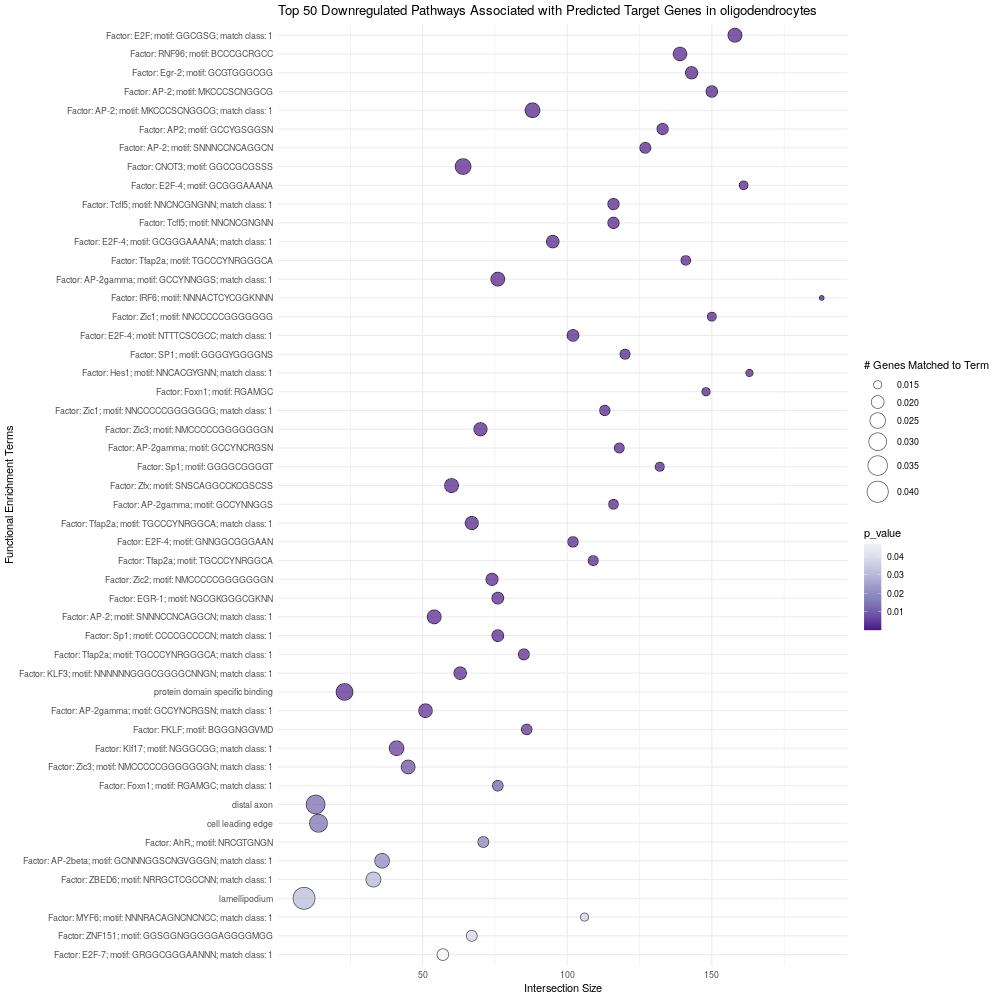 Top 50 Downregulated Pathways Associated with Predicted Target Genes in oligodendrocytes
Factor: E2F; motif: GGCGSG; match class: 1
Factor: RNF96; motif: BCCCGCRGCC
Factor: Egr-2; motif: GCGTGGGCGG
Factor: AP-2; motif: MKCCCSCNGGCG
Factor: AP-2; motif: MKCCCSCNGGCG; match class: 1
Factor: AP2; motif: GCCYGSGGSN
Factor: AP-2; motif: SNNNCCNCAGGCN
Factor: CNOT3; motif: GGCCGCGSSS
Factor: E2F-4; motif: GCGGGAAANA
Factor: Tcfl5; motif: NNCNCGNGNN; match class: 1
Factor: Tcfl5; motif: NNCNCGNGNN
Factor: E2F-4; motif: GCGGGAAANA; match class: 1
Factor: Tfap2a; motif: TGCCCYNRGGGCA
Factor: AP-2gamma; motif: GCCYNNGGS; match class: 1
Factor: IRF6; motif: NNNACTCYCGGKNNN
Factor: Zic1; motif: NNCCCCCGGGGGGG
Factor: E2F-4; motif: NTTTCSCGCC; match class: 1
Factor: SP1; motif: GGGGYGGGGNS
Factor: Hes1; motif: NNCACGYGNN; match class: 1
Factor: Foxn1; motif: RGAMGC
Factor: Zic1; motif: NNCCCCCGGGGGGG; match class: 1
Factor: Zic3; motif: NMCCCCCGGGGGGGN
Factor: AP-2gamma; motif: GCCYNCRGSN
Factor: Sp1; motif: GGGGCGGGGT
Factor: Zfx; motif: SNSCAGGCCKCGSCSS
Factor: AP-2gamma; motif: GCCYNNGGS
Factor: Tfap2a; motif: TGCCCYNRGGCA; match class: 1
Factor: E2F-4; motif: GNNGGCGGGAAN
Factor: Tfap2a; motif: TGCCCYNRGGCA
Factor: Zic2; motif: NMCCCCCGGGGGGGN
Factor: EGR-1; motif: NGCGKGGGCGKNN
Factor: AP-2; motif: SNNNCCNCAGGCN; match class: 1
Factor: Sp1; motif: CCCCGCCCCN; match class: 1
Factor: Tfap2a; motif: TGCCCYNRGGGCA; match class: 1
Factor: KLF3; motif: NNNNNNGGGCGGGGCNNGN; match class: 1
protein domain specific binding
Factor: AP-2gamma; motif: GCCYNCRGSN; match class: 1
Factor: FKLF; motif: BGGGNGGVMD
Factor: Klf17; motif: NGGGCGG; match class: 1
Factor: Zic3; motif: NMCCCCCGGGGGGGN; match class: 1
Factor: Foxn1; motif: RGAMGC; match class: 1
distal axon
cell leading edge
Factor: AhR,; motif: NRCGTGNGN
Factor: AP-2beta; motif: GCNNNGGSCNGVGGGN; match class: 1
Factor: ZBED6; motif: NRRGCTCGCCNN; match class: 1
lamellipodium
Factor: MYF6; motif: NNNRACAGNCNCNCC; match class: 1
Factor: ZNF151; motif: GGSGGNGGGGGAGGGGMGG
Factor: E2F-7; motif: GRGGCGGGAANNN; match class: 1
Functional Enrichment Terms
50
100
150
Intersection Size
# Genes Matched to Term
0.015
0.020
0.025
0.030
0.035
0.040
p_value
0.04
0.03
0.02
0.01